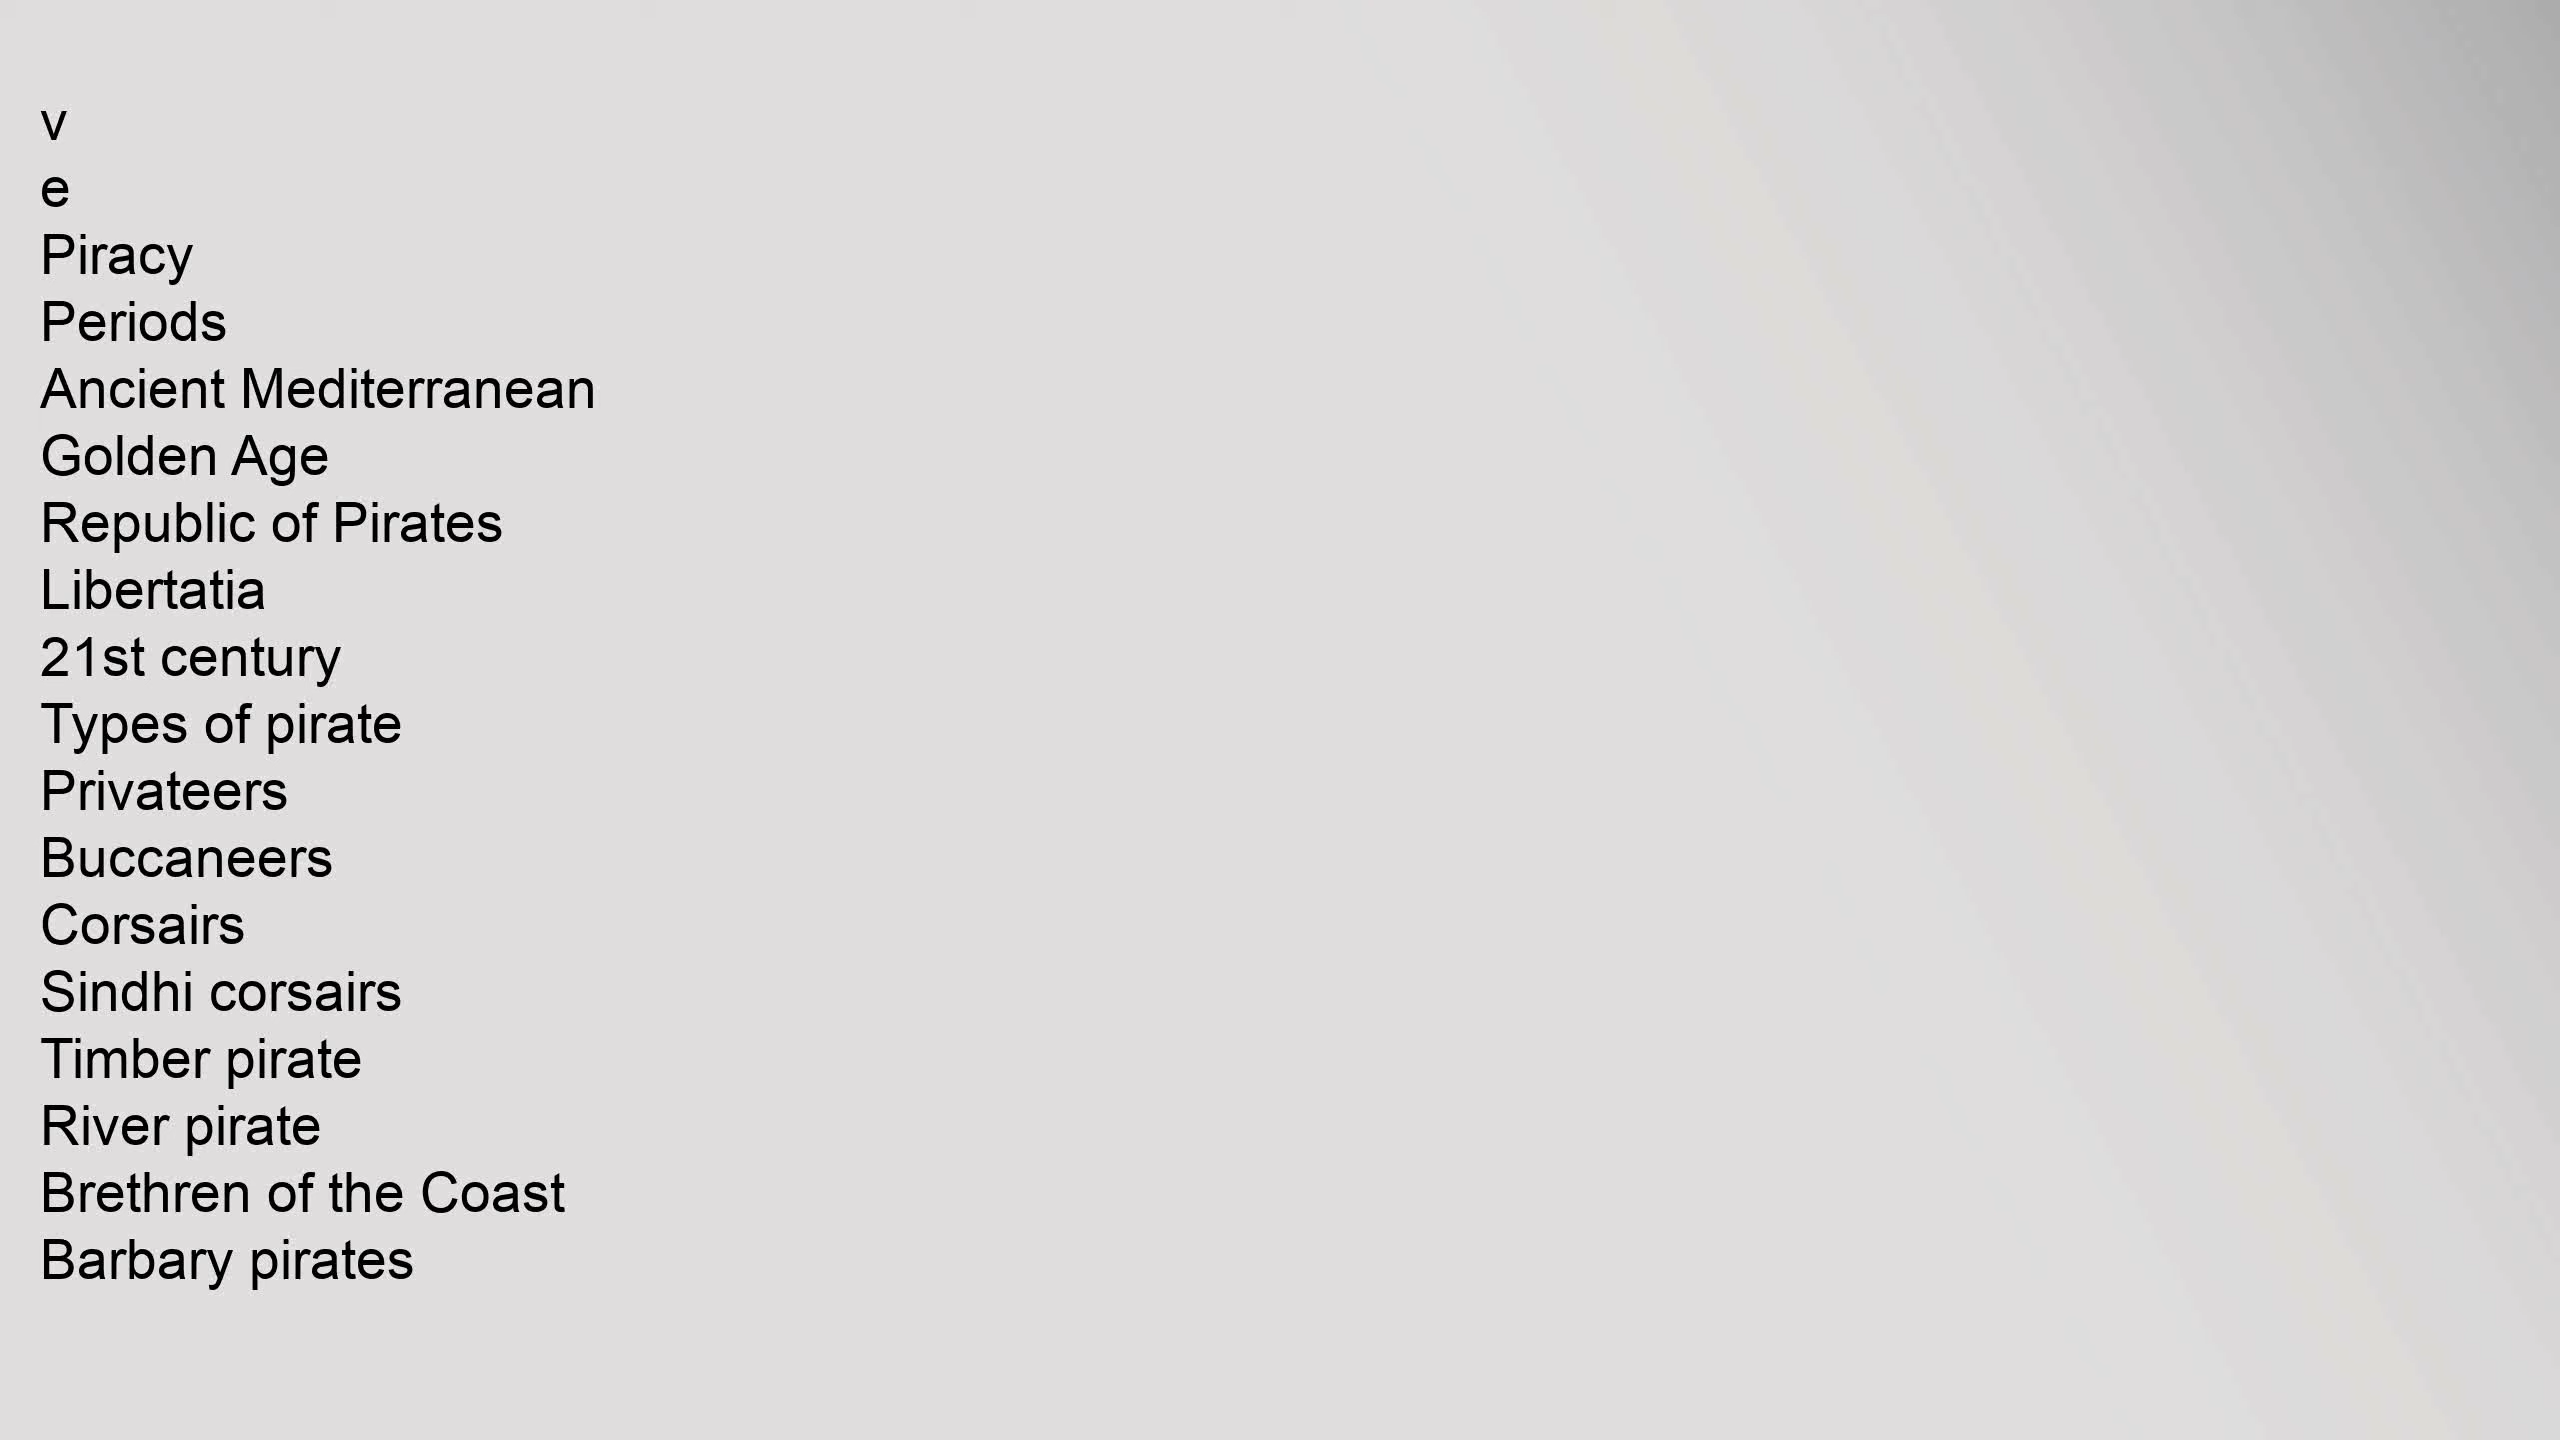 v
e
Piracy
Periods
Ancient Mediterranean
Golden Age
Republic of Pirates
Libertatia
21st century
Types of pirate
Privateers
Buccaneers
Corsairs
Sindhi corsairs
Timber pirate
River pirate
Brethren of the Coast
Barbary pirates